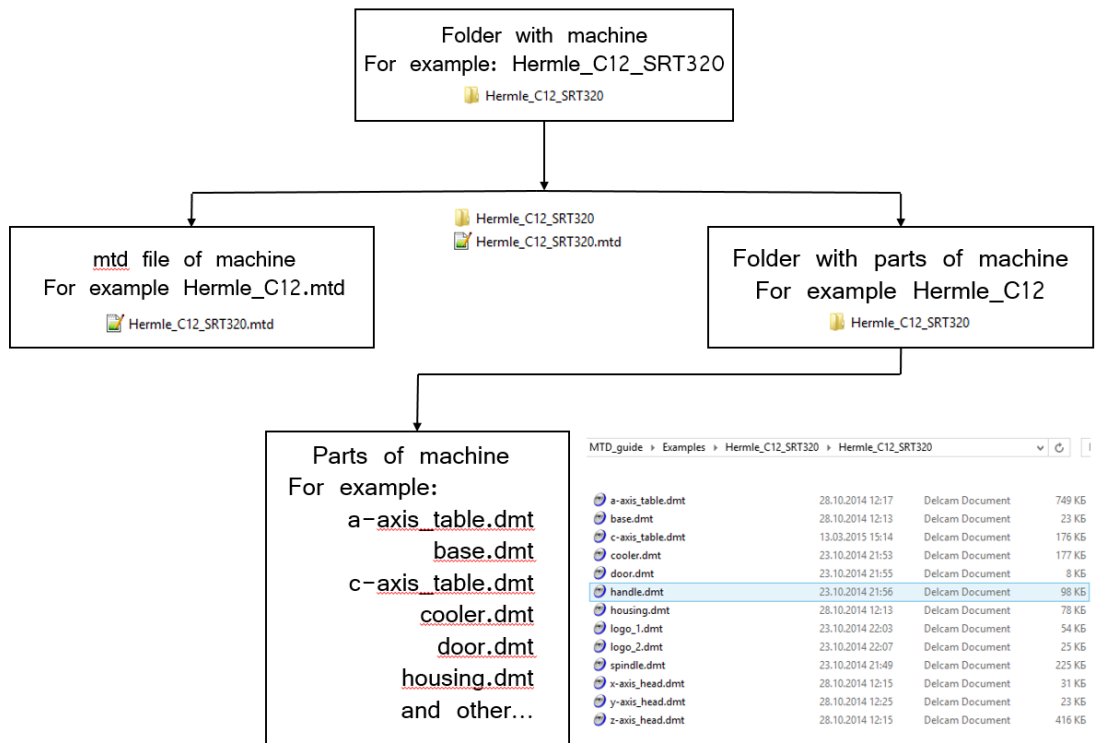 Folder with machine
For example: Hermle_C12_SRT320
Hermle_C12_SRT320
Hermle_C12_SRT320
Hermle_C12_SRT320.mtd
mtd file of machine
For example Hermle_C12.mtd
Hermle_C12_SRT320.mtd
Folder with parts of machine
For example Hermle_C12
Hermle_C12_SRT320
Parts of machine
For example:
a-axis_table.dmt
base.dmt
c-axis_table.dmt
cooler.dmt
door.dmt
housing.dmt
and other...
MTD_guide ▸ Examples ▸ Hermle_C12_SRT320 ▸ Hermle_C12_SRT320
a-axis_table.dmt 28.10.2014 12:17 Delcam Document 749 КБ
base.dmt 28.10.2014 12:13 Delcam Document 23 КБ
c-axis_table.dmt 13.03.2015 15:14 Delcam Document 176 КБ
cooler.dmt 23.10.2014 21:53 Delcam Document 177 КБ
door.dmt 23.10.2014 21:55 Delcam Document 8 КБ
handle.dmt 23.10.2014 21:56 Delcam Document 98 КБ
housing.dmt 28.10.2014 12:13 Delcam Document 78 КБ
logo_1.dmt 23.10.2014 22:03 Delcam Document 54 КБ
logo_2.dmt 23.10.2014 22:07 Delcam Document 25 КБ
spindle.dmt 23.10.2014 21:49 Delcam Document 225 КБ
x-axis_head.dmt 28.10.2014 12:15 Delcam Document 31 КБ
y-axis_head.dmt 28.10.2014 12:25 Delcam Document 23 КБ
z-axis_head.dmt 28.10.2014 12:15 Delcam Document 416 КБ